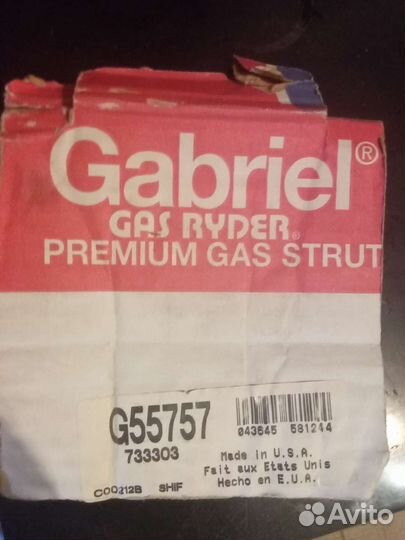 Gabriel®
GAS RYDER®
PREMIUM GAS STRUT
G55757
733303
043645 581244
Made in U.S.A.
Fait aux Etats Unis
Hecho en E.U.A.
COO212B SHIF
Avito